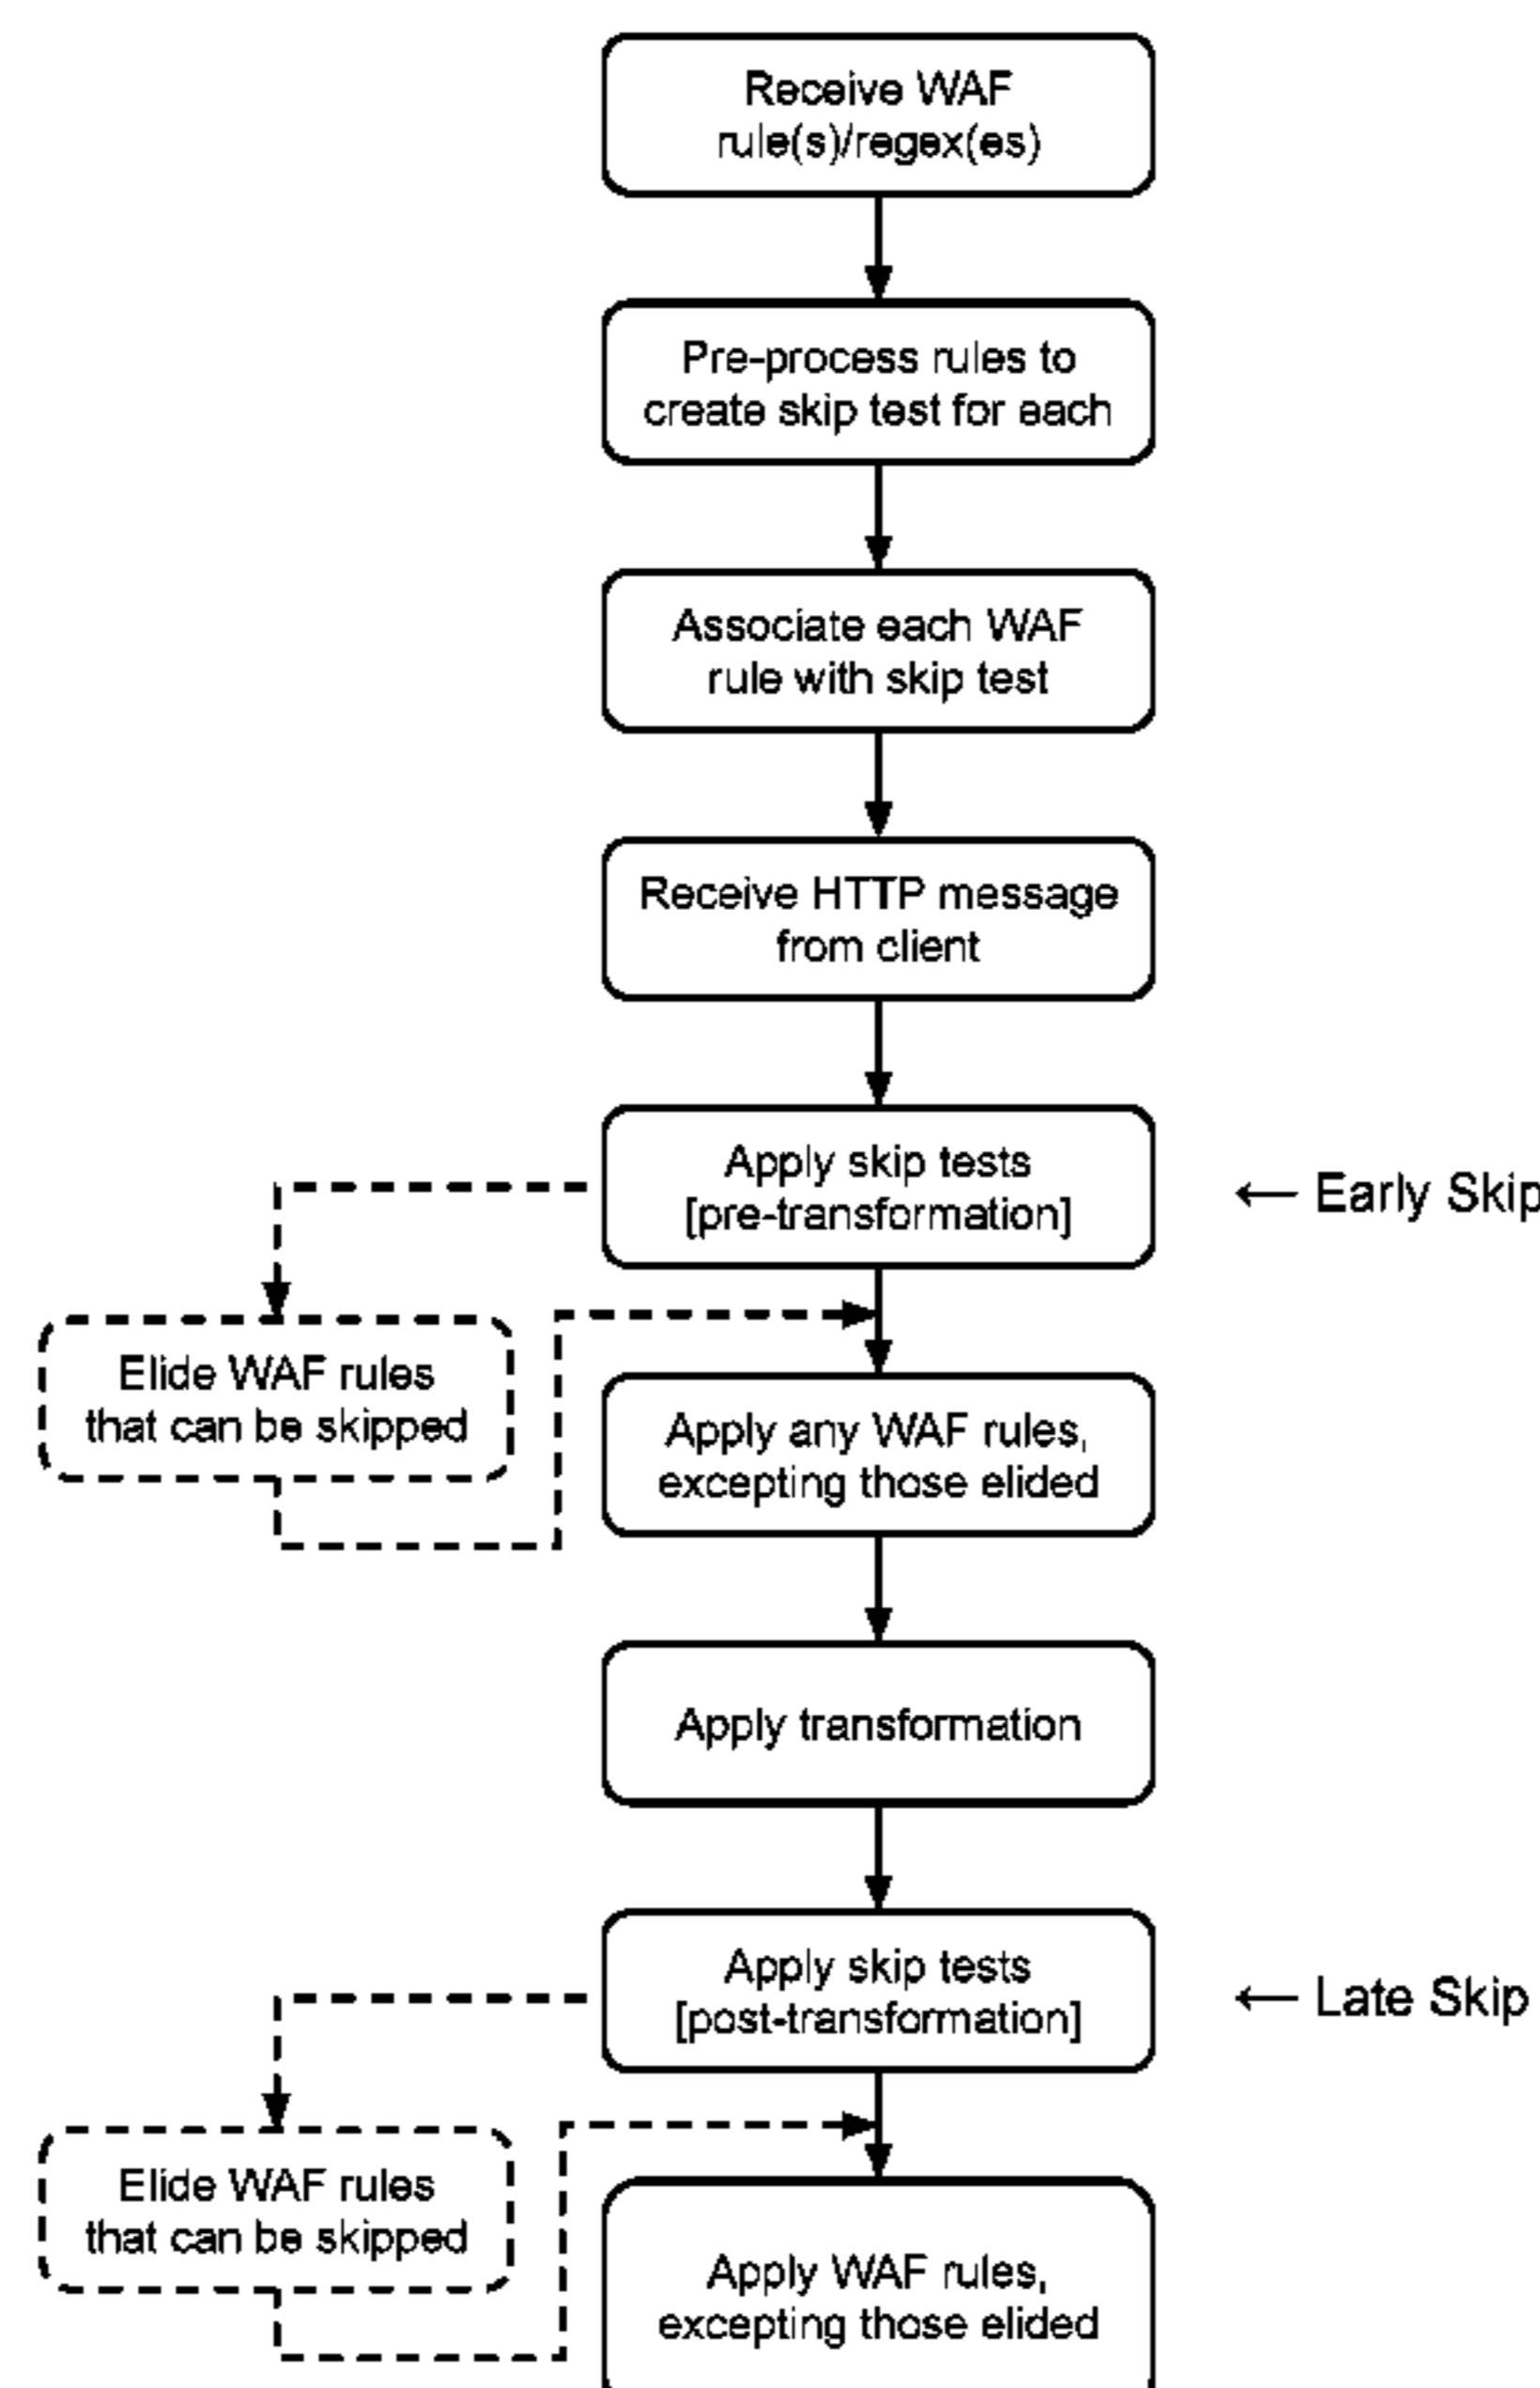 Receive WAF
rule(s)/regex(es)
Pre-process rules to
create skip test for each
Associate each WAF
rule with skip test
Receive HTTP message
from client
Apply skip tests
[pre-transformation]
← Early Skip
Elide WAF rules
that can be skipped
Apply any WAF rules,
excepting those elided
Apply transformation
Apply skip tests
[post-transformation]
← Late Skip
Elide WAF rules
that can be skipped
Apply WAF rules,
excepting those elided